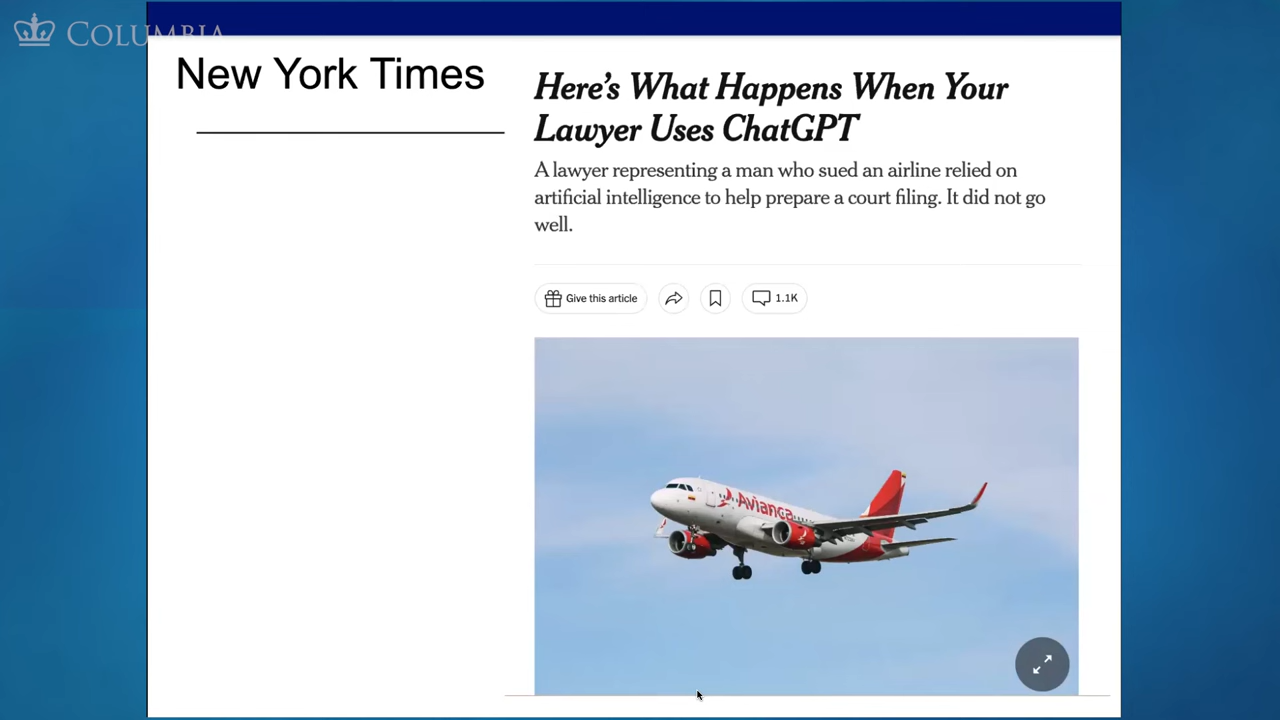 COLUMBIA
New York Times
Here's What Happens When Your
Lawyer Uses ChatGPT
A lawyer representing a man who sued an airline relied on
artificial intelligence to help prepare a court filing. It did not go
well.
Give this article
1.1K
Avianca